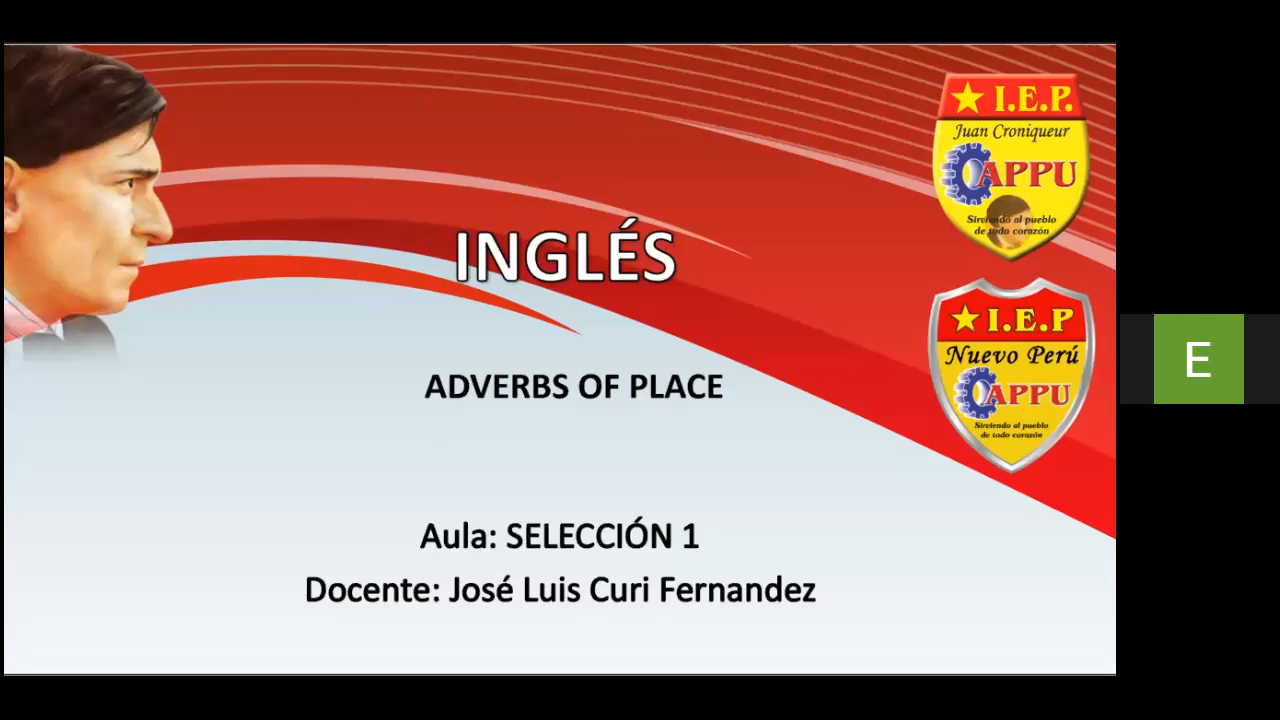 INGLÉS
ADVERBS OF PLACE
Aula: SELECCIÓN 1
Docente: José Luis Curi Fernandez
I.E.P.
Juan Croniqueur
CAPPU
Sirviendo al pueblo
de todo corazón
I.E.P
Nuevo Perú
CAPPU
Sirviendo al pueblo
de todo corazón
E